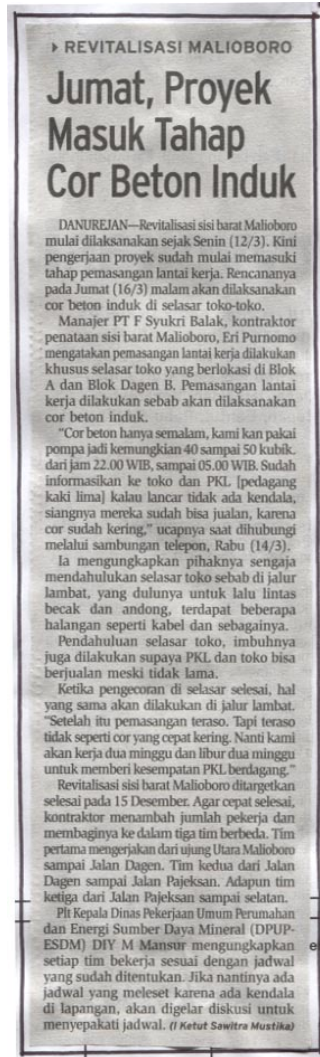 REVITALISASI MALIOBORO
Jumat, Proyek
Masuk Tahap
Cor Beton Induk
DANUREJAN—Revitalisasi sisi barat Malioboro
mulai dilaksanakan sejak Senin (12/3). Kini
pengerjaan proyek sudah mulai memasuki
tahap pemasangan lantai kerja. Rencananya
pada Jumat (16/3) malam akan dilaksanakan
cor beton induk di selasar toko-toko.
Manajer PT F Syukri Balak, kontraktor
penataan sisi barat Malioboro, Eri Purnomo
mengatakan pemasangan lantai kerja dilakukan
khusus selasar toko yang berlokasi di Blok
A dan Blok Dagen B. Pemasangan lantai
kerja dilakukan sebab akan dilaksanakan
cor beton induk.
“Cor beton hanya semalam, kami kan pakai
pompa jadi kemungkian 40 sampai 50 kubik.
dari jam 22.00 WIB, sampai 05.00 WIB. Sudah
informasikan ke toko dan PKL [pedagang
kaki lima] kalau lancar tidak ada kendala,
siangnya mereka sudah bisa jualan, karena
cor sudah kering,” ucapnya saat dihubungi
melalui sambungan telepon, Rabu (14/3).
Ia mengungkapkan pihaknya sengaja
mendahulukan selasar toko sebab di jalur
lambat, yang dulunya untuk lalu lintas
becak dan andong, terdapat beberapa
halangan seperti kabel dan sebagainya.
Pendahuluan selasar toko, imbuhnya
juga dilakukan supaya PKL dan toko bisa
berjualan meski tidak lama.
Ketika pengecoran di selasar selesai, hal
yang sama akan dilakukan di jalur lambat.
“Setelah itu pemasangan teraso. Tapi teraso
tidak seperti cor yang cepat kering. Nanti kami
akan kerja dua minggu dan libur dua minggu
untuk memberi kesempatan PKL berdagang.”
Revitalisasi sisi barat Malioboro ditargetkan
selesai pada 15 Desember. Agar cepat selesai,
kontraktor menambah jumlah pekerja dan
membaginya ke dalam tiga tim berbeda. Tim
pertama mengerjakan dari ujung Utara Malioboro
sampai Jalan Dagen. Tim kedua dari Jalan
Dagen sampai Jalan Pajeksan. Adapun tim
ketiga dari Jalan Pajeksan sampai selatan.
Plt Kepala Dinas Pekerjaan Umum Perumahan
dan Energi Sumber Daya Mineral (DPUP-
ESDM) DIY M Mansur mengungkapkan
setiap tim bekerja sesuai dengan jadwal
yang sudah ditentukan. Jika nantinya ada
jadwal yang meleset karena ada kendala
di lapangan, akan digelar diskusi untuk
menyepakati jadwal. (I Ketut Sawitra Mustika)